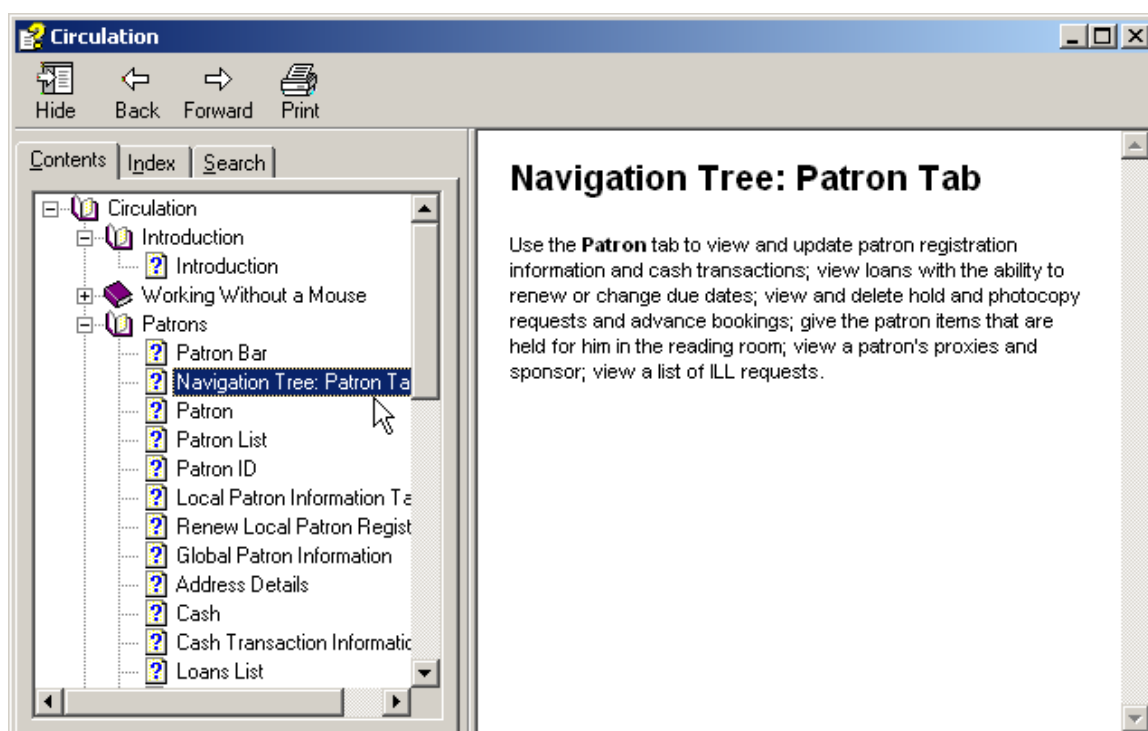 Circulation
Hide Back Forward Print
Contents Index Search
Circulation
Introduction
Introduction
Working Without a Mouse
Patrons
Patron Bar
Navigation Tree: Patron Ta
Patron
Patron List
Patron ID
Local Patron Information Ta
Renew Local Patron Regist
Global Patron Information
Address Details
Cash
Cash Transaction Informatic
Loans List
Navigation Tree: Patron Tab
Use the Patron tab to view and update patron registration
information and cash transactions; view loans with the ability to
renew or change due dates; view and delete hold and photocopy
requests and advance bookings; give the patron items that are
held for him in the reading room; view a patron's proxies and
sponsor; view a list of ILL requests.